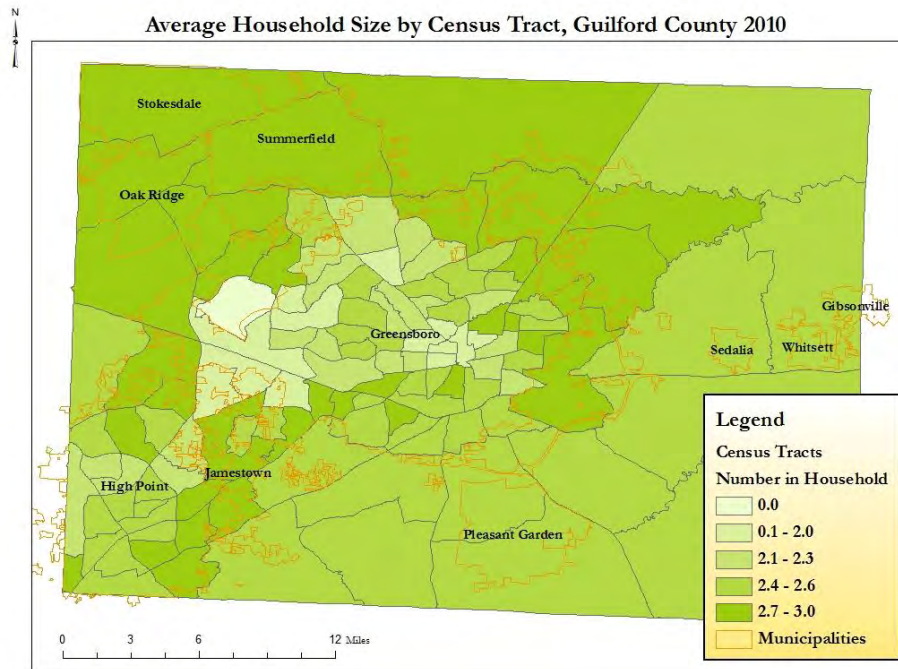 N
Average Household Size by Census Tract, Guilford County 2010
Stokesdale
Summerfield
Oak Ridge
Gibsonville
Greensboro
Sedalia
Whitsett
Jamestown
High Point
Pleasant Garden
Legend
Census Tracts
Number in Household
0.0
0.1 - 2.0
2.1 - 2.3
2.4 - 2.6
2.7 - 3.0
Municipalities
0 3 6 12 Miles